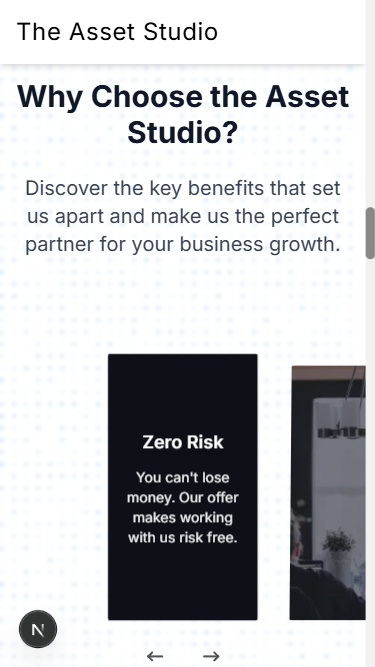 The Asset Studio
Why Choose the Asset
Studio?
Discover the key benefits that set
us apart and make us the perfect
partner for your business growth.
Zero Risk
You can't lose
money. Our offer
makes working
with us risk free.
N